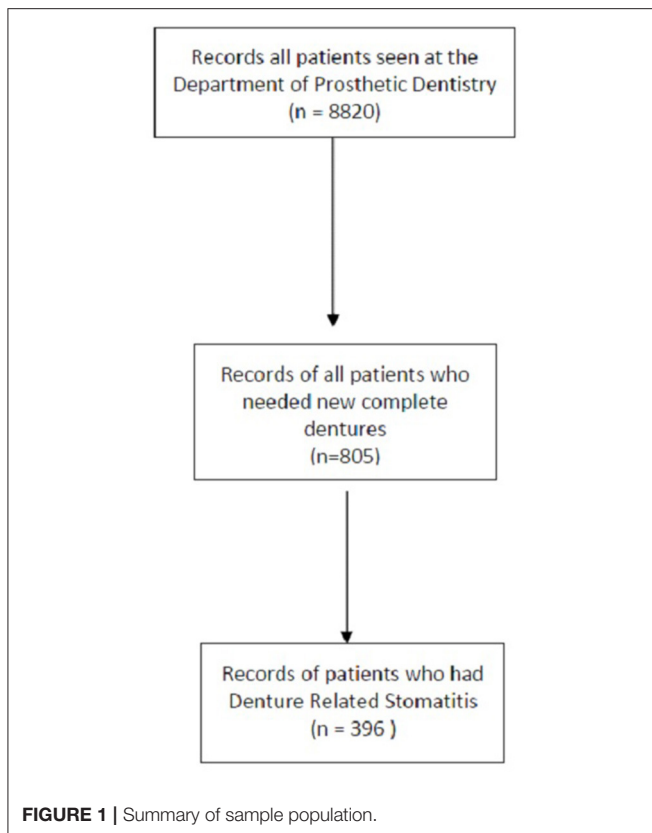 Records all patients seen at the
Department of Prosthetic Dentistry
(n = 8820)
Records of all patients who
needed new complete
dentures
(n=805)
Records of patients who had
Denture Related Stomatitis
(n = 396 )
FIGURE 1 | Summary of sample population.